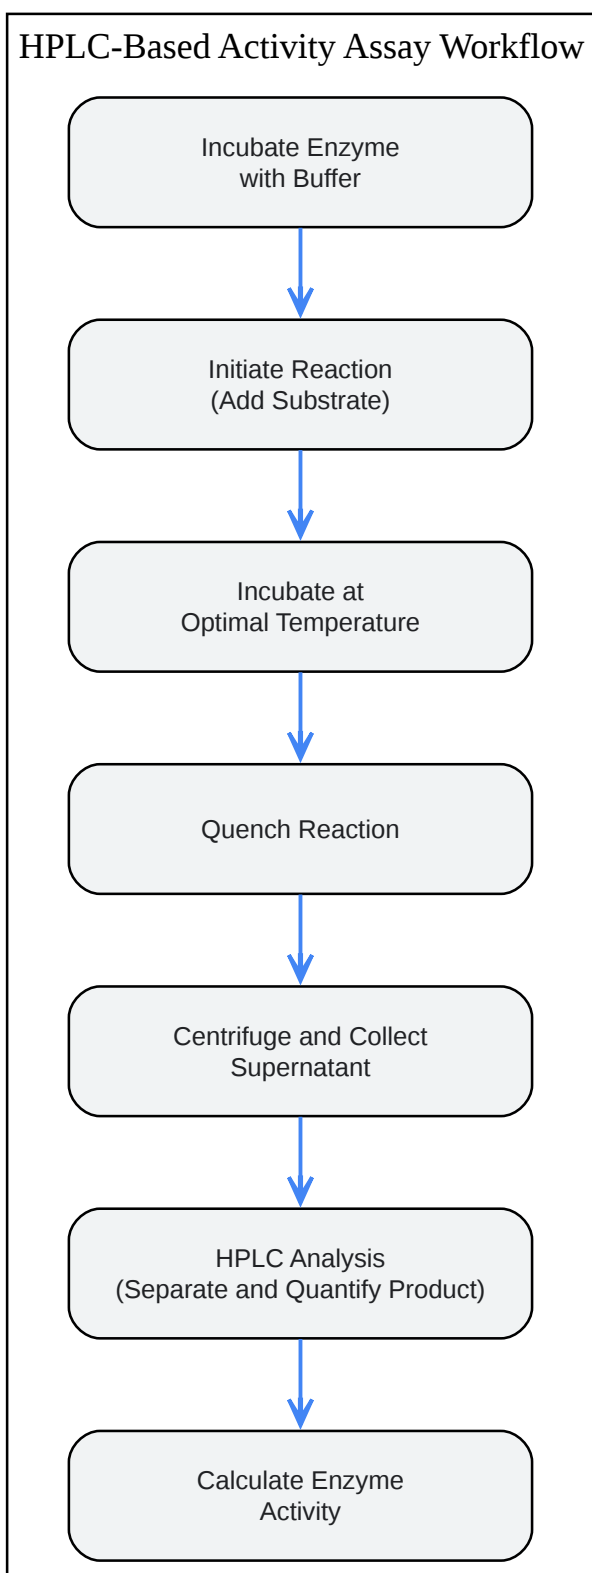 HPLC-Based Activity Assay Workflow
Incubate Enzyme
with Buffer
Initiate Reaction
(Add Substrate)
Incubate at
Optimal Temperature
Quench Reaction
Centrifuge and Collect
Supernatant
HPLC Analysis
(Separate and Quantify Product)
Calculate Enzyme
Activity